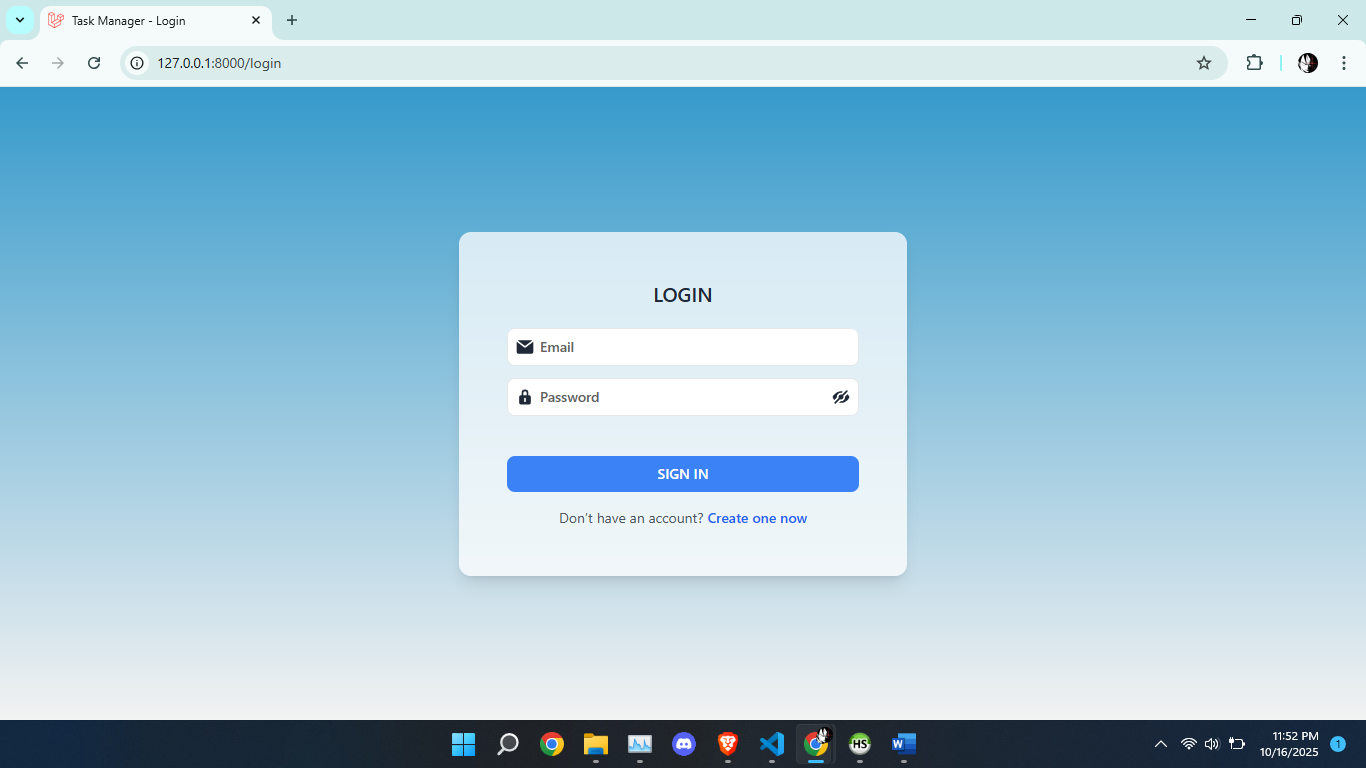 Task Manager - Login
127.0.0.1:8000/login
LOGIN
Email
Password
SIGN IN
Don't have an account? Create one now
HS
W
11:52 PM
10/16/2025
1